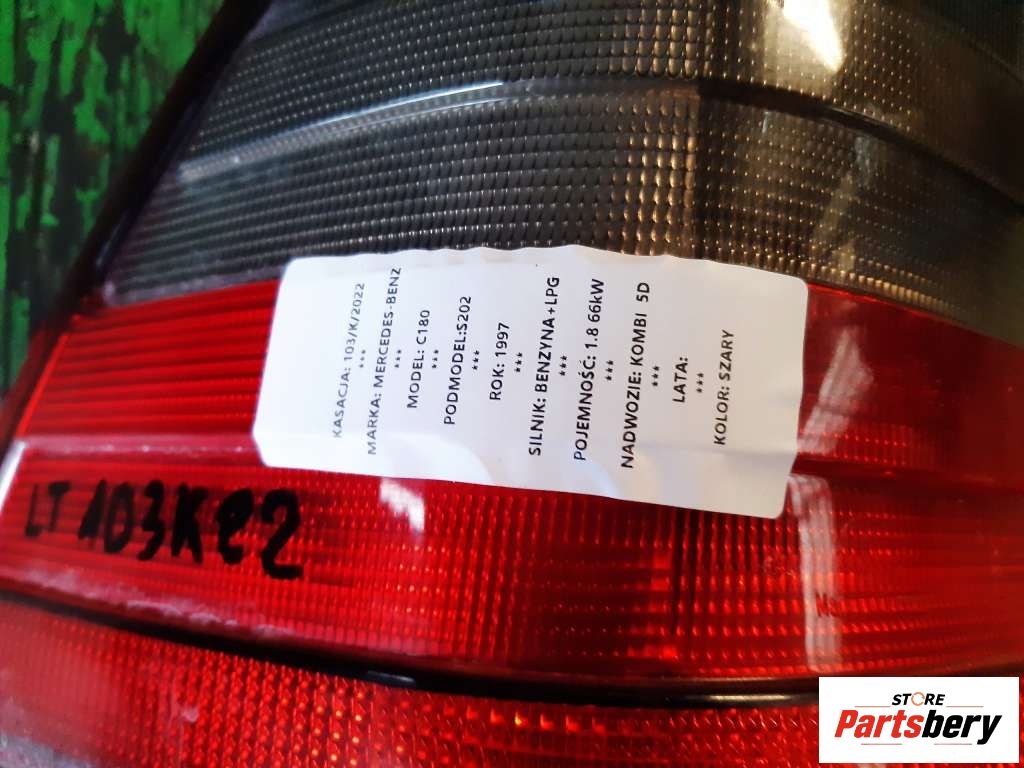 KASACJA: 103/K/2022
***
MARKA: MERCEDES-BENZ
***
MODEL: C180
***
PODMODEL:S202
***
ROK: 1997
***
SILNIK: BENZYNA+LPG
***
POJEMNOŚĆ: 1.8 66kW
***
NADWOZIE: KOMBI 5D
***
LATA:
***
KOLOR: SZARY
LT 103K22
STORE
Partsbery